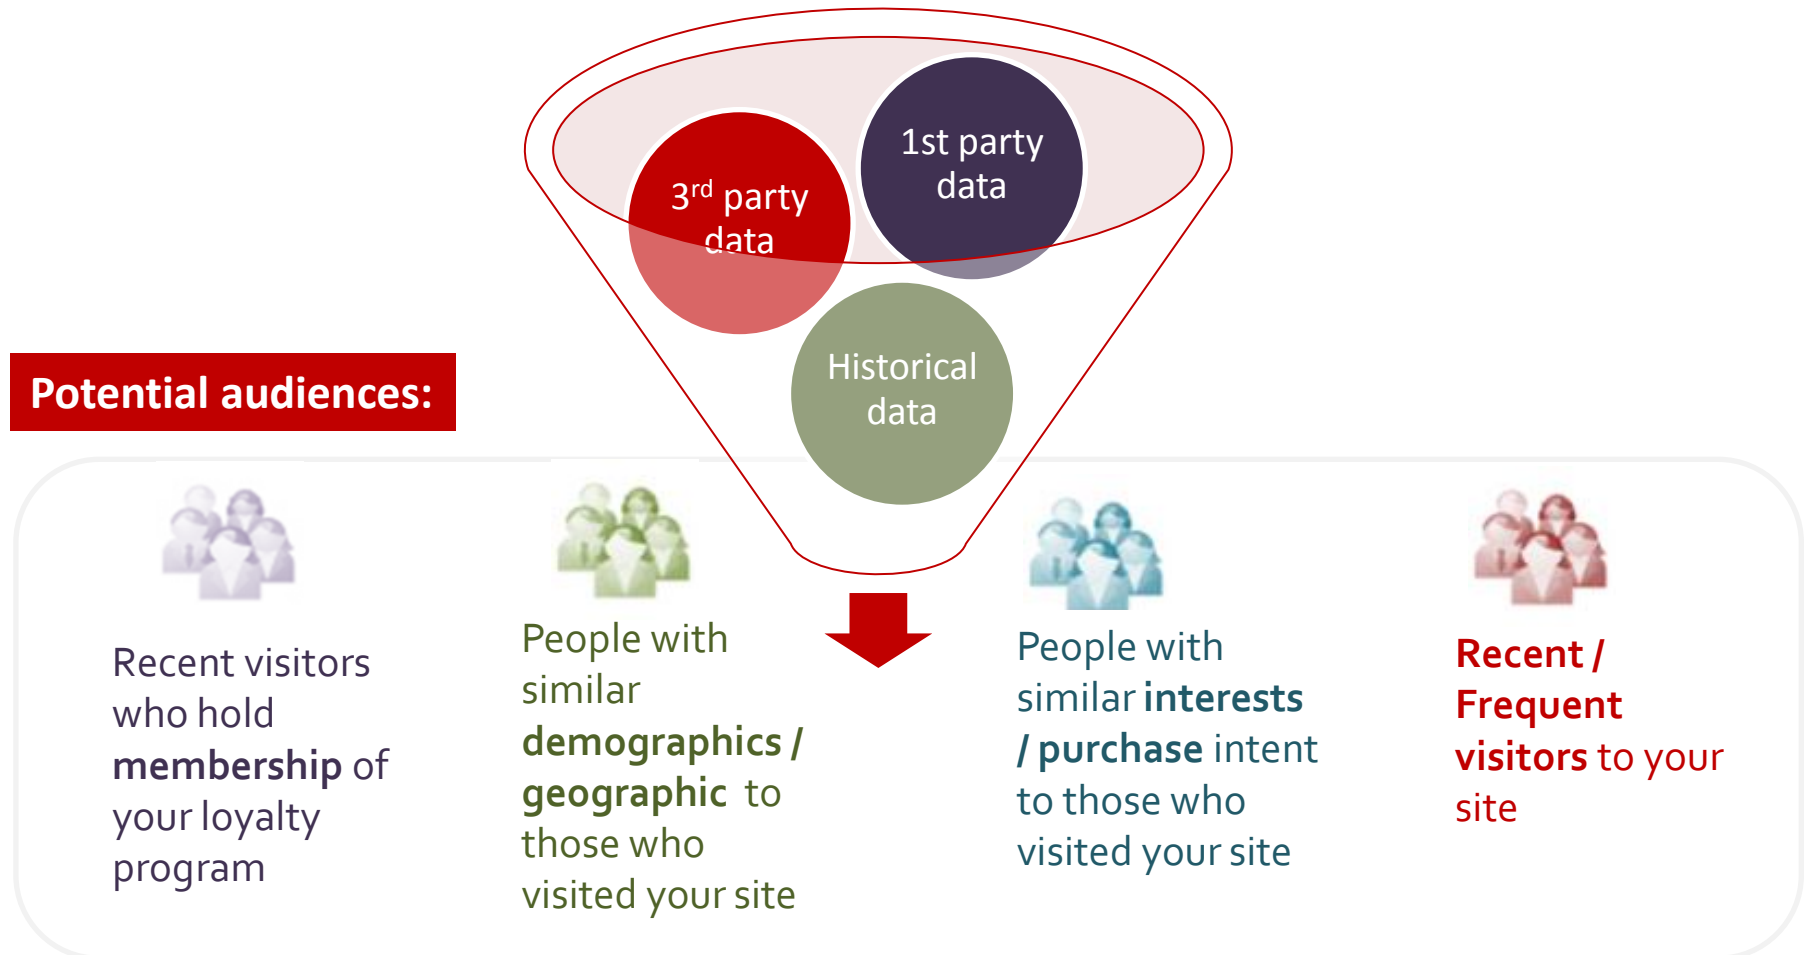 1st party
data
3rd party
data
Historical
data
Potential audiences:
Recent visitors
who hold
membership of
your loyalty
program
People with
similar
demographics /
geographic to
those who
visited your site
People with
similar interests
/ purchase intent
to those who
visited your site
Recent /
Frequent
visitors to your
site